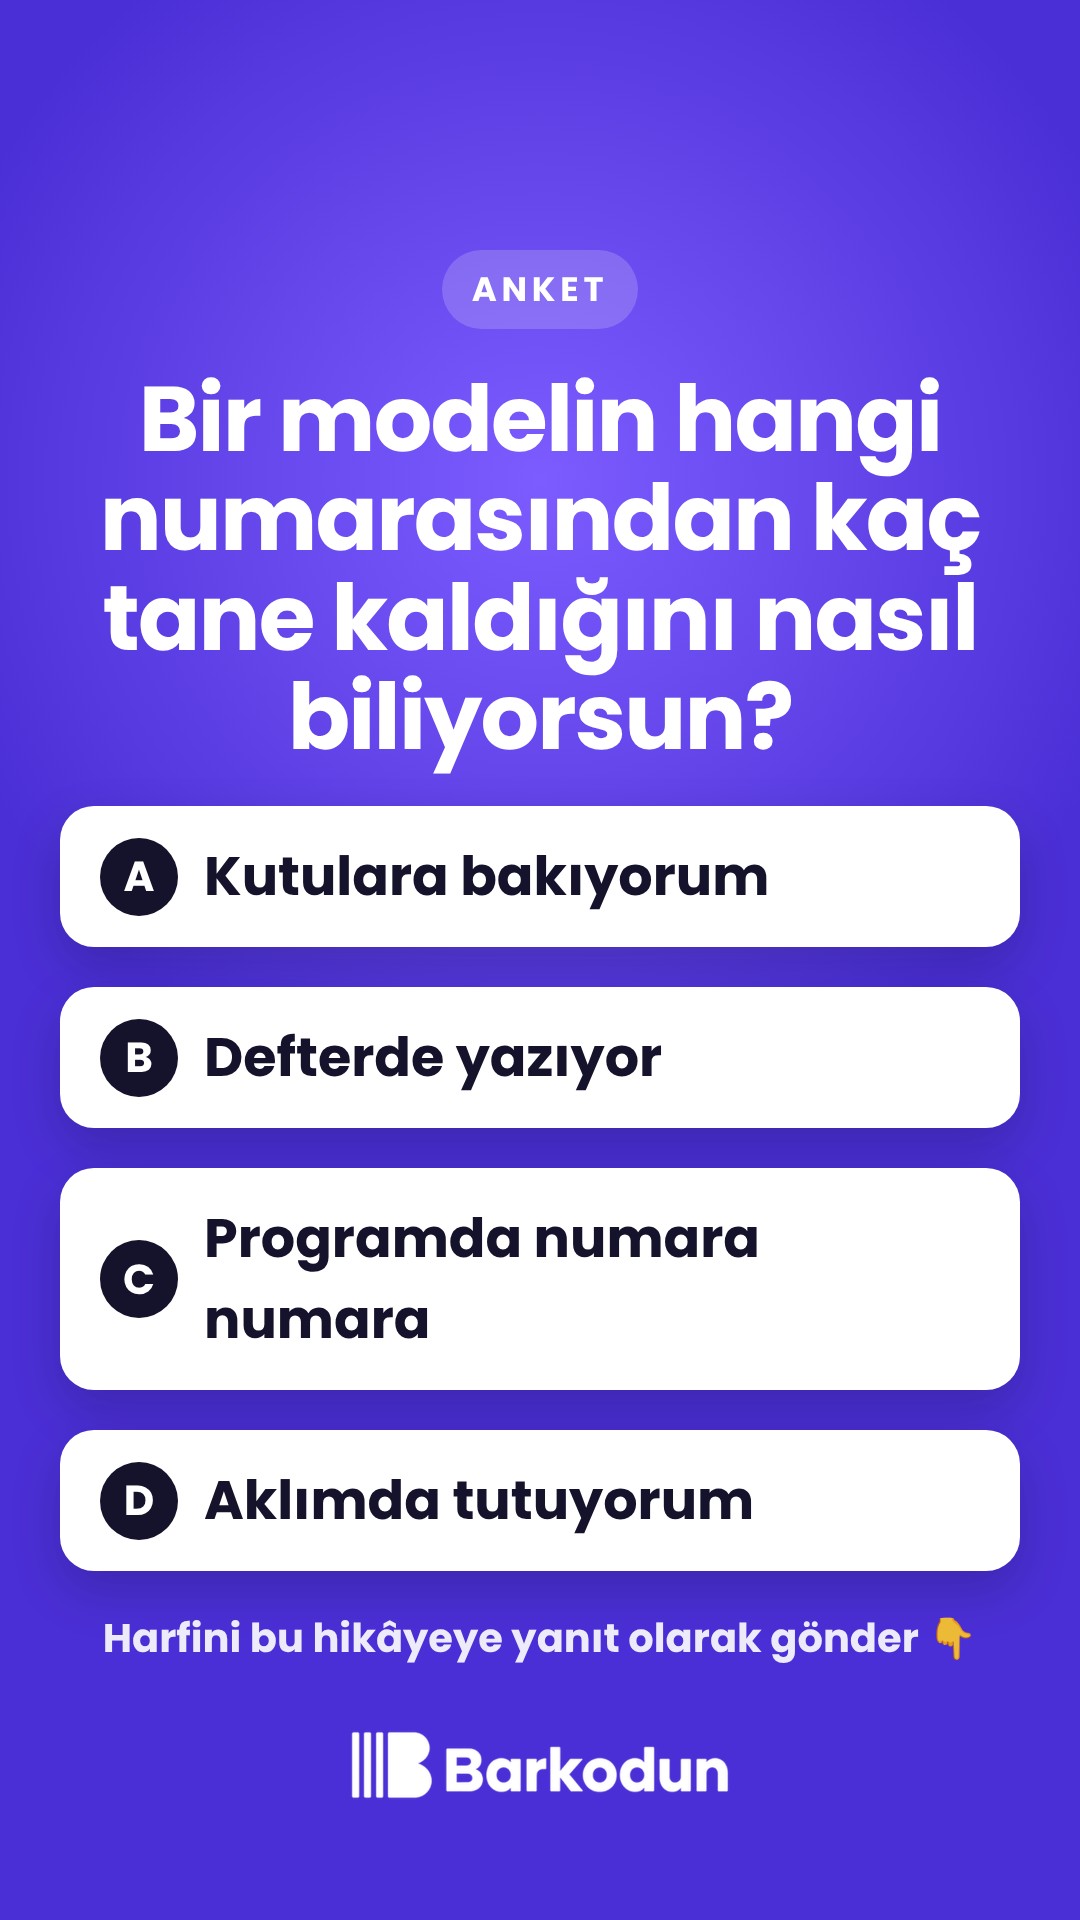 ANKET
Bir modelin hangi
numarasından kaç
tane kaldığını nasıl
biliyorsun?
A Kutulara bakıyorum
B Defterde yazıyor
C Programda numara
numara
D Aklımda tutuyorum
Harfini bu hikâyeye yanıt olarak gönder 👇
Barkodun